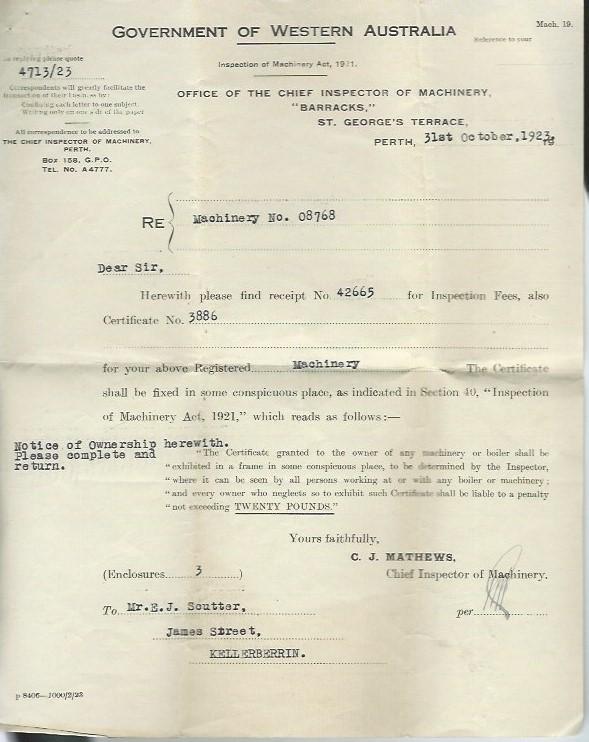 Mach. 19.
GOVERNMENT OF WESTERN AUSTRALIA
Reference to your
In replying please quote
4713/23
Inspection of Machinery Act, 1921.
Correspondents will greatly facilitate the
transaction of their business by:
Confining each letter to one subject.
Writing only on one side of the paper
OFFICE OF THE CHIEF INSPECTOR OF MACHINERY,
"BARRACKS,"
ST. GEORGE'S TERRACE,
PERTH, 31st October, 1923. 19
All correspondence to be addressed to
THE CHIEF INSPECTOR OF MACHINERY,
PERTH.
Box 158, G.P.O.
TEL. No. A4777.
RE Machinery No. 08768
Dear Sir,
Herewith please find receipt No. 42665 for Inspection Fees, also
Certificate No. 3886
for your above Registered Machinery The Certificate
shall be fixed in some conspicuous place, as indicated in Section 40, "Inspection
of Machinery Act, 1921," which reads as follows:—
Notice of Ownership herewith.
Please complete and
return.
"The Certificate granted to the owner of any machinery or boiler shall be
"exhibited in a frame in some conspicuous place, to be determined by the Inspector,
"where it can be seen by all persons working at or with any boiler or machinery;
"and every owner who neglects so to exhibit such Certificate shall be liable to a penalty
"not exceeding TWENTY POUNDS."
Yours faithfully,
C. J. MATHEWS,
Chief Inspector of Machinery.
(Enclosures 3 )
per
To Mr. E.J. Soutter,
James Street,
KELLERBERRIN.
p 8406—1000/2/23